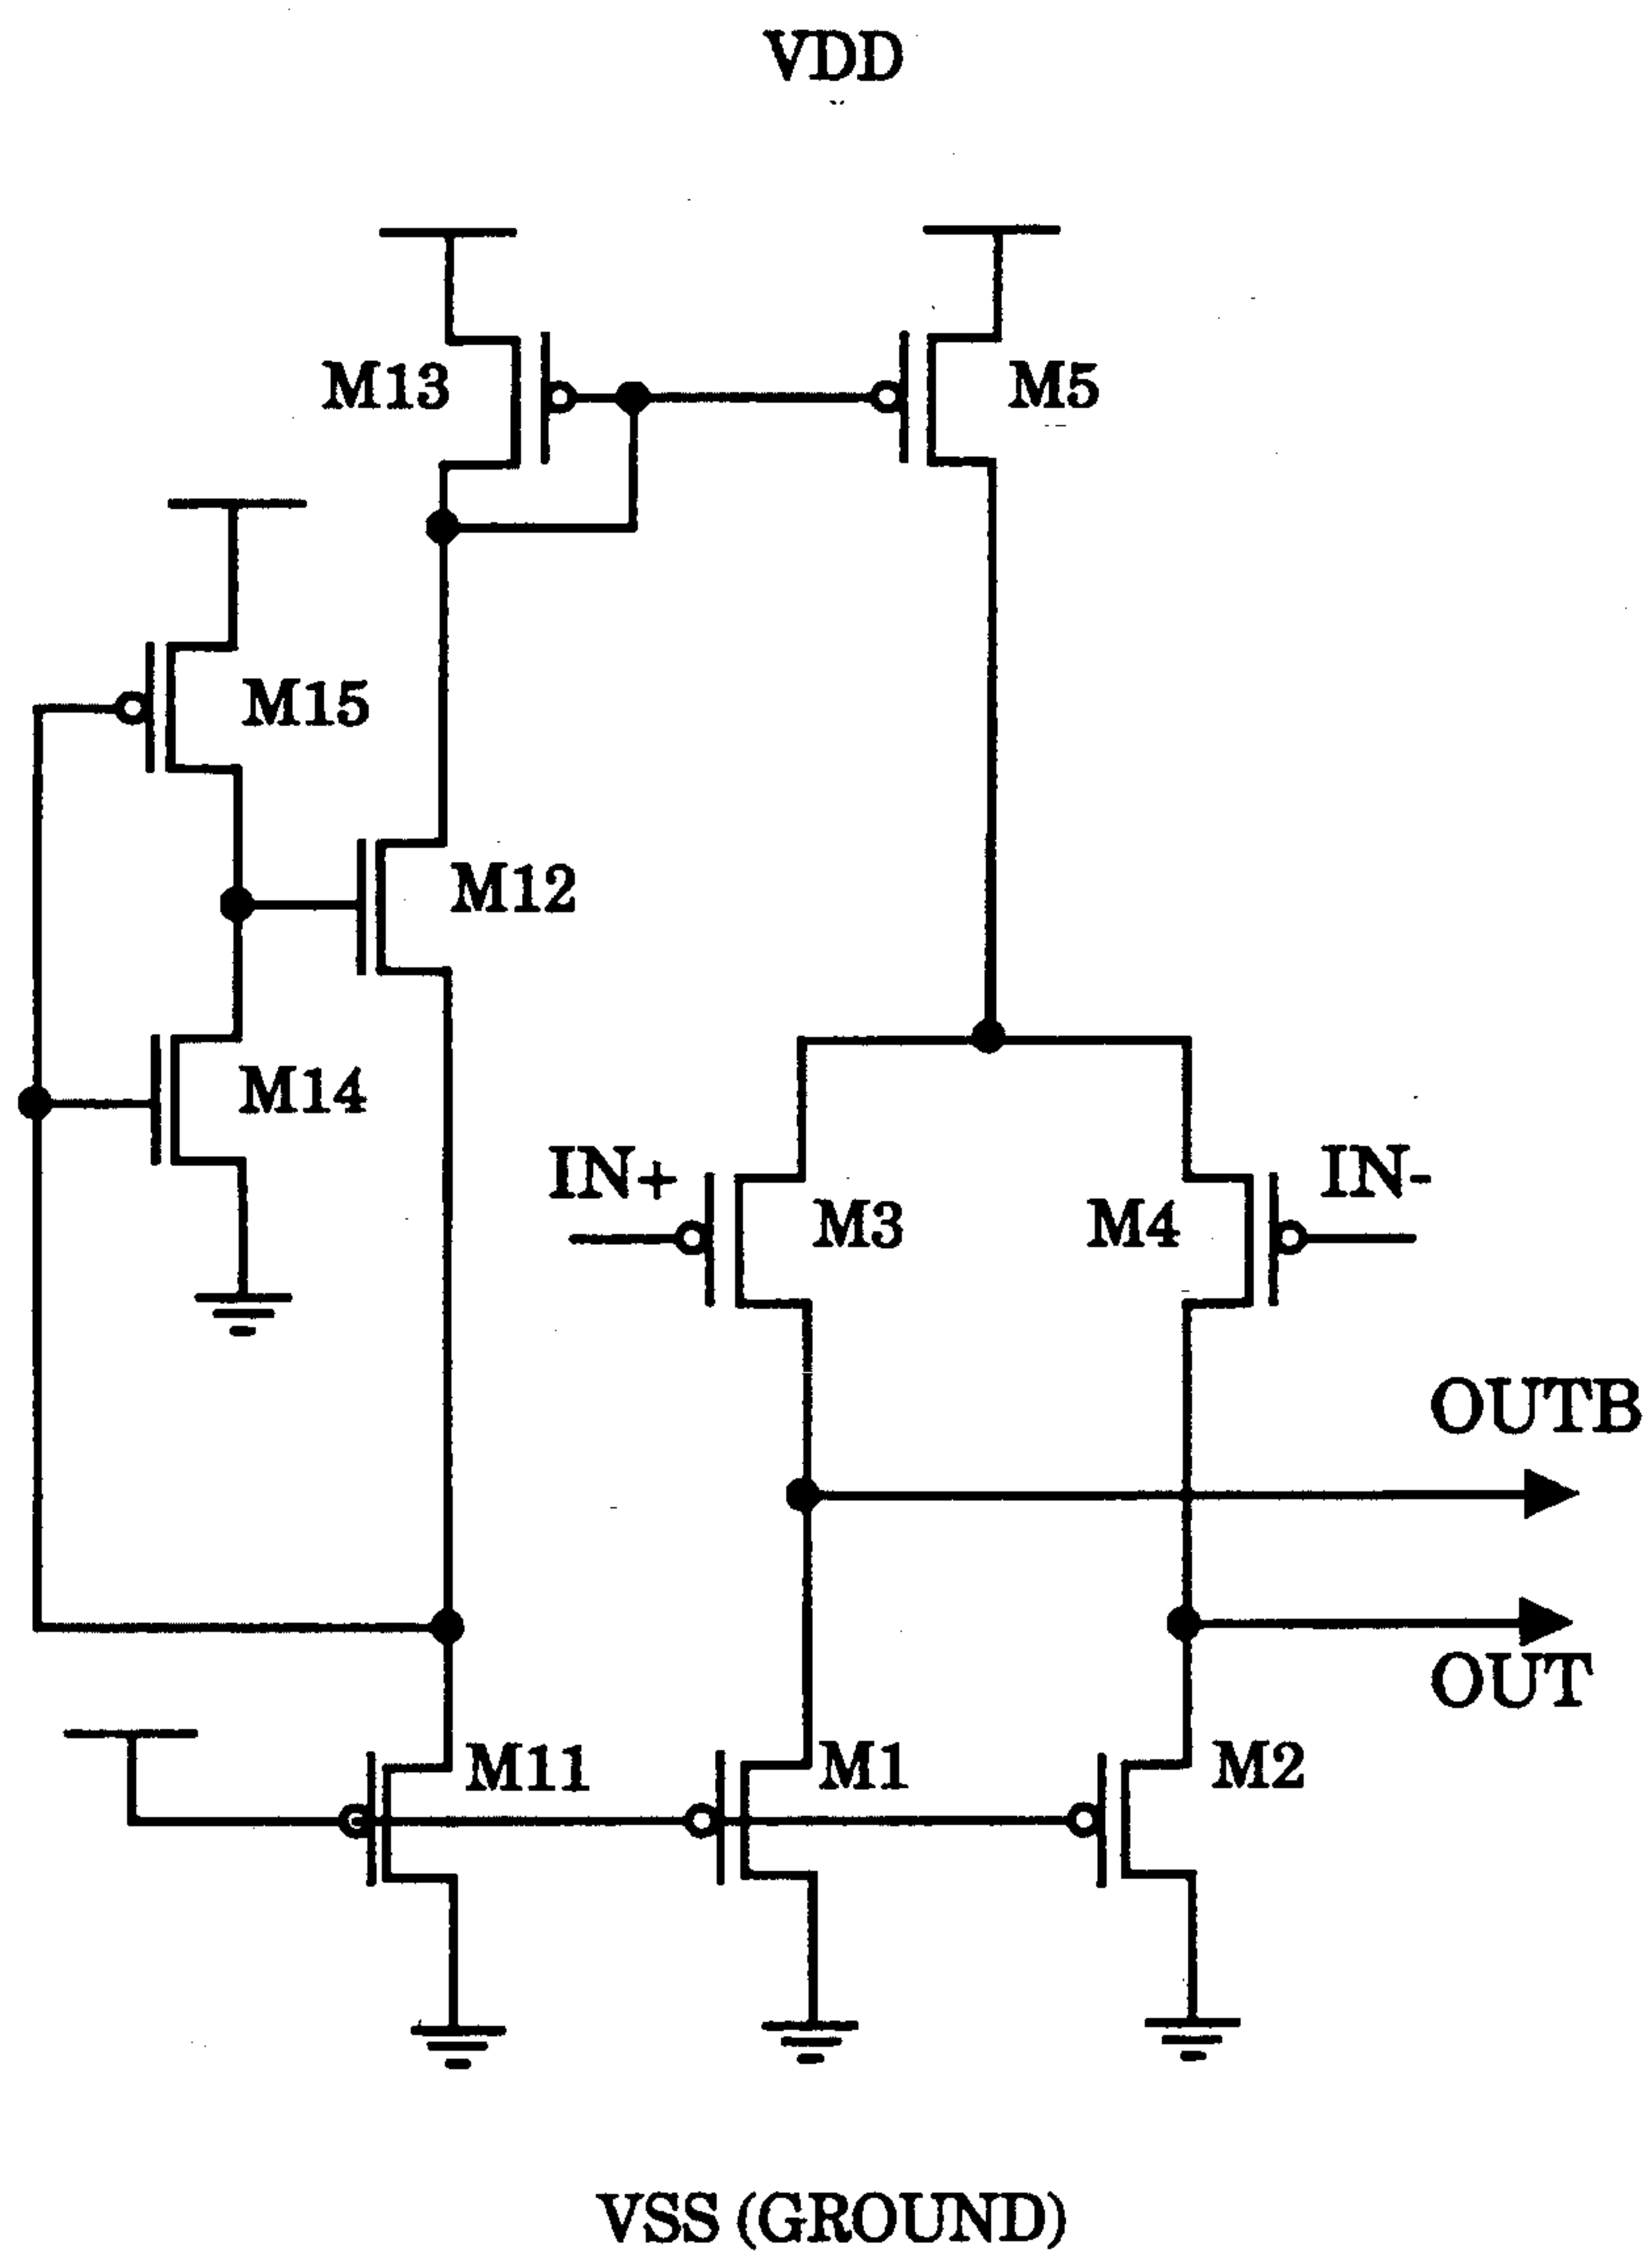 VDD
M13
M5
M15
M12
M14
IN+
IN-
M3
M4
OUTB
OUT
M11
M1
M2
VSS (GROUND)